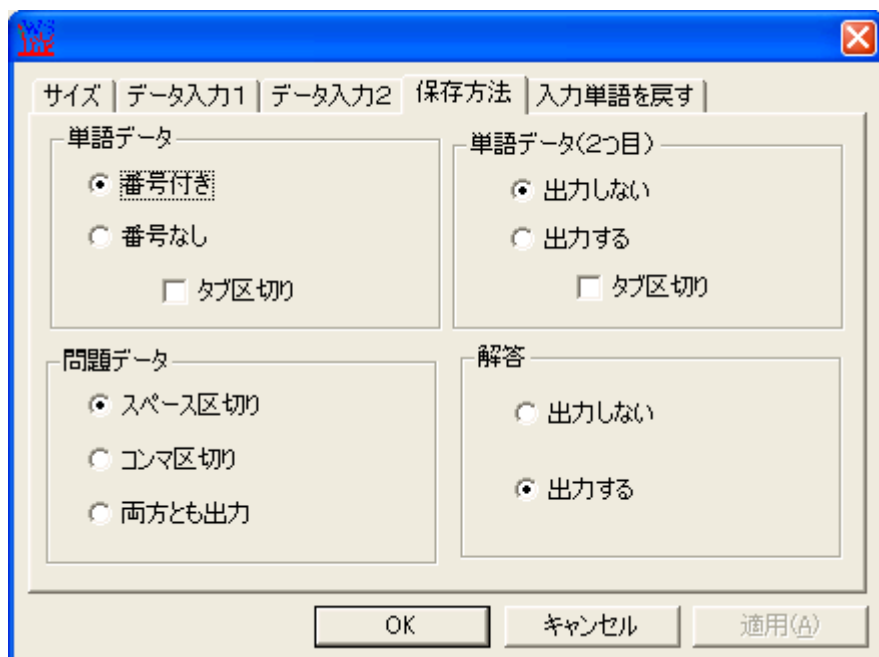 サイズ
データ入力1
データ入力2
保存方法
入力単語を戻す
単語データ
番号付き
番号なし
タブ区切り
単語データ(2つ目)
出力しない
出力する
タブ区切り
問題データ
スペース区切り
コンマ区切り
両方とも出力
解答
出力しない
出力する
OK
キャンセル
適用(A)